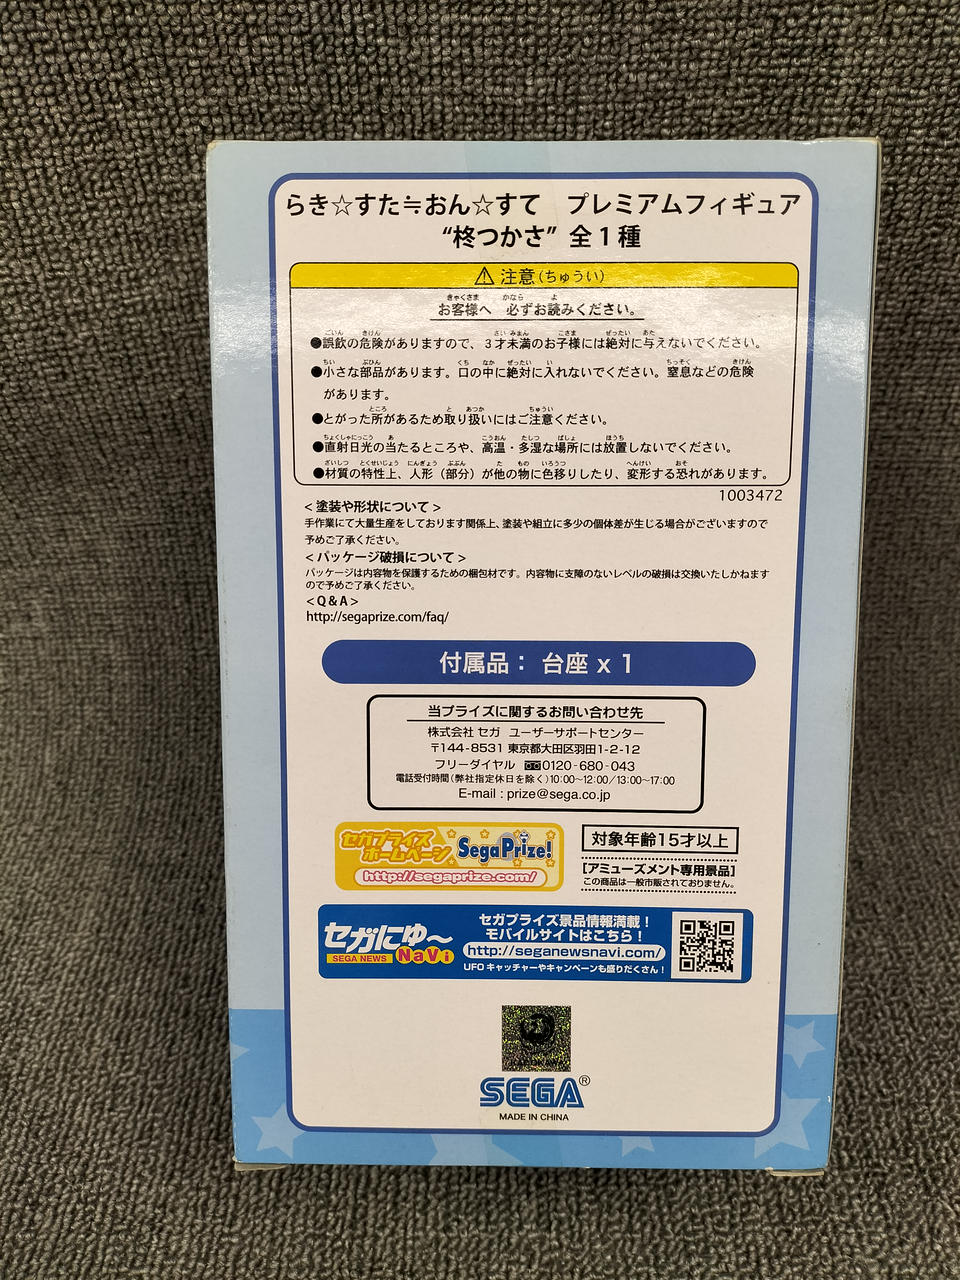 らき☆すた≒おん☆すて　プレミアムフィギュア
“柊つかさ” 全1種
⚠ 注意(ちゅうい)
お客様へ　必ずお読みください。
●誤飲の危険がありますので、3才未満のお子様には絶対に与えないでください。
●小さな部品があります。口の中に絶対に入れないでください。窒息などの危険
があります。
●とがった所があるため取り扱いにはご注意ください。
●直射日光の当たるところや、高温・多湿な場所には放置しないでください。
●材質の特性上、人形（部分）が他の物に色移りしたり、変形する恐れがあります。
1003472
＜塗装や形状について＞
手作業にて大量生産をしております関係上、塗装や組立に多少の個体差が生じる場合がございますので
予めご了承ください。
＜パッケージ破損について＞
パッケージは内容物を保護するための梱包材です。内容物に支障のないレベルの破損は交換いたしかねます
ので予めご了承ください。
＜Q&A＞
http://segaprize.com/faq/
付属品： 台座 x 1
当プライズに関するお問い合わせ先
株式会社 セガ ユーザーサポートセンター
〒144-8531 東京都大田区羽田1-2-12
フリーダイヤル 0120-680-043
電話受付時間(弊社指定休日を除く)10:00～12:00/13:00～17:00
E-mail : prize@sega.co.jp
セガプライズ
ホームページ
SegaPrize!
http://segaprize.com/
対象年齢15才以上
[アミューズメント専用景品]
この商品は一般市販されておりません。
セガにゅ～
SEGA NEWS NaVi
セガプライズ景品情報満載！
モバイルサイトはこちら！
http://seganewsnavi.com/
UFOキャッチャーやキャンペーンも盛りだくさん！
SEGA®
MADE IN CHINA